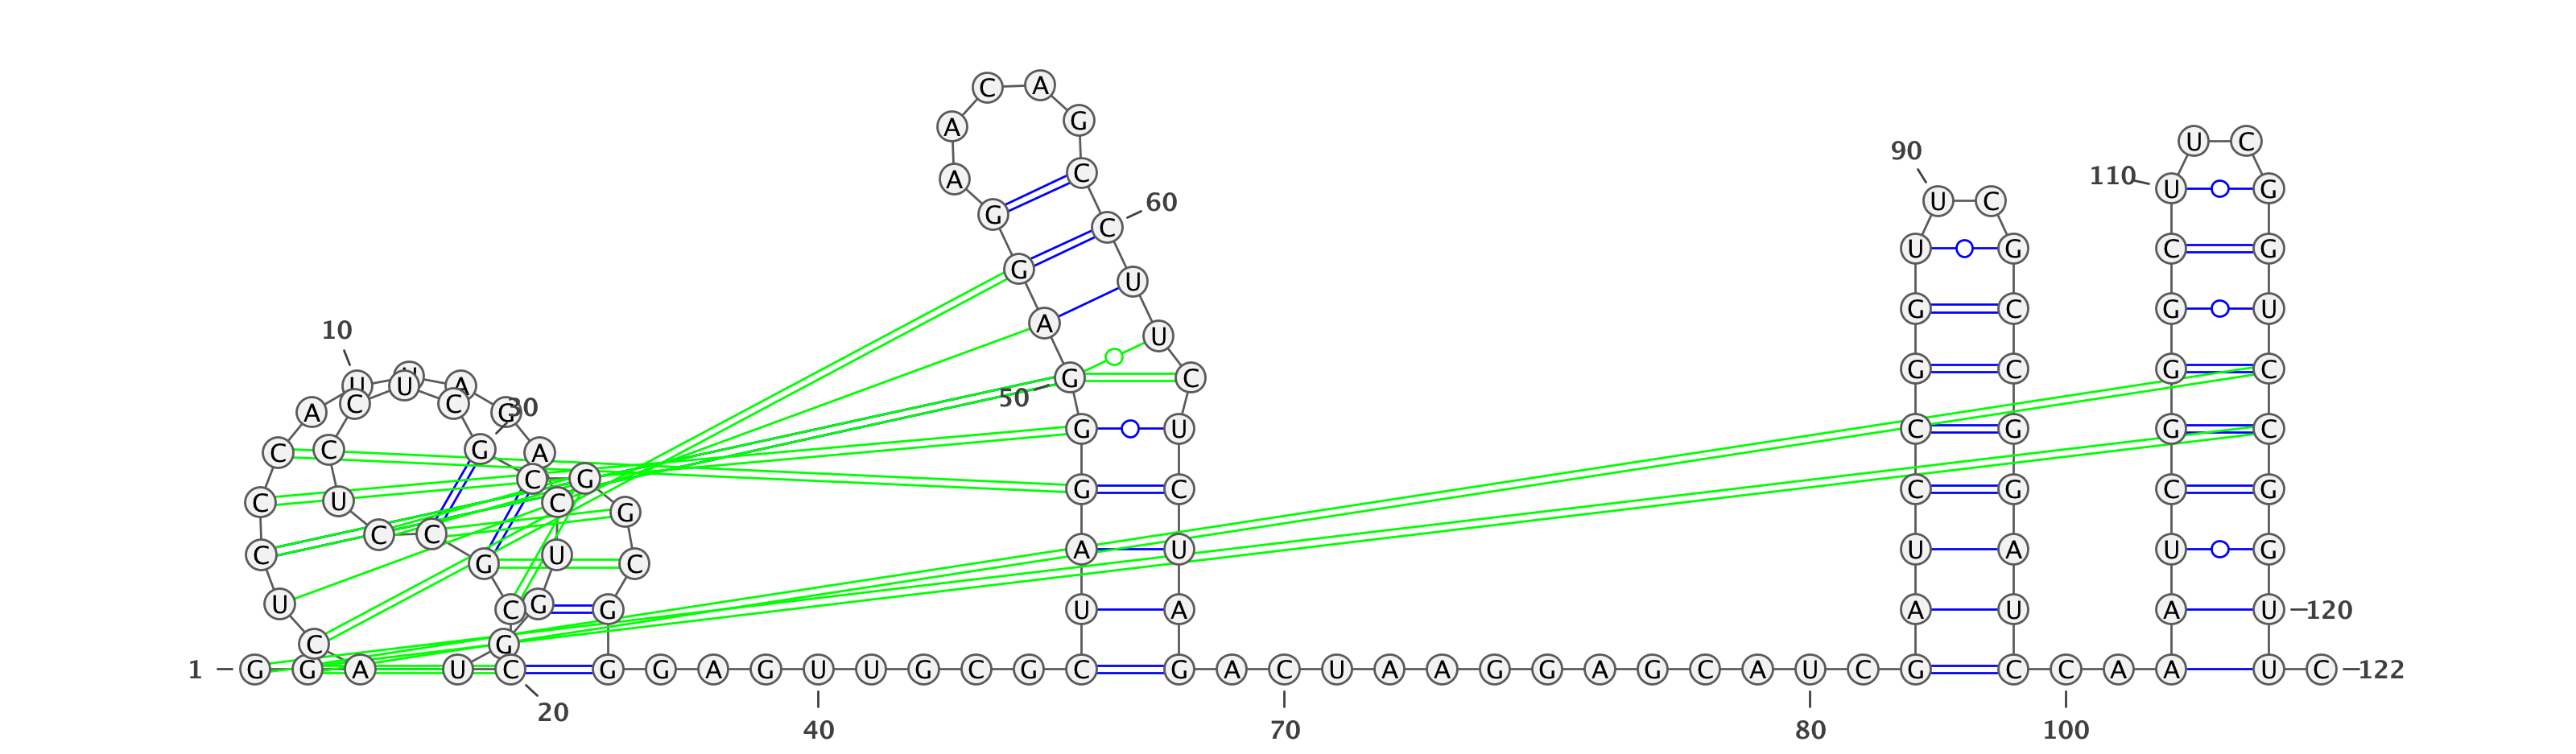 1
G G A C U C C C A U
10
U A G A C U G G U C
20
C G C C U C C U C G
30
C G G C G G G A G U
40
U G C G C U A G G G
50
A G G A A C A G C C
60
U U C U C U A G A C
70
U A A G G A G C A U
80
C G A U C C G G U U
90
C G C C G G A U C C
100
A A A U C G G G C U
110
U C G G U C C G G U
120
U C
122